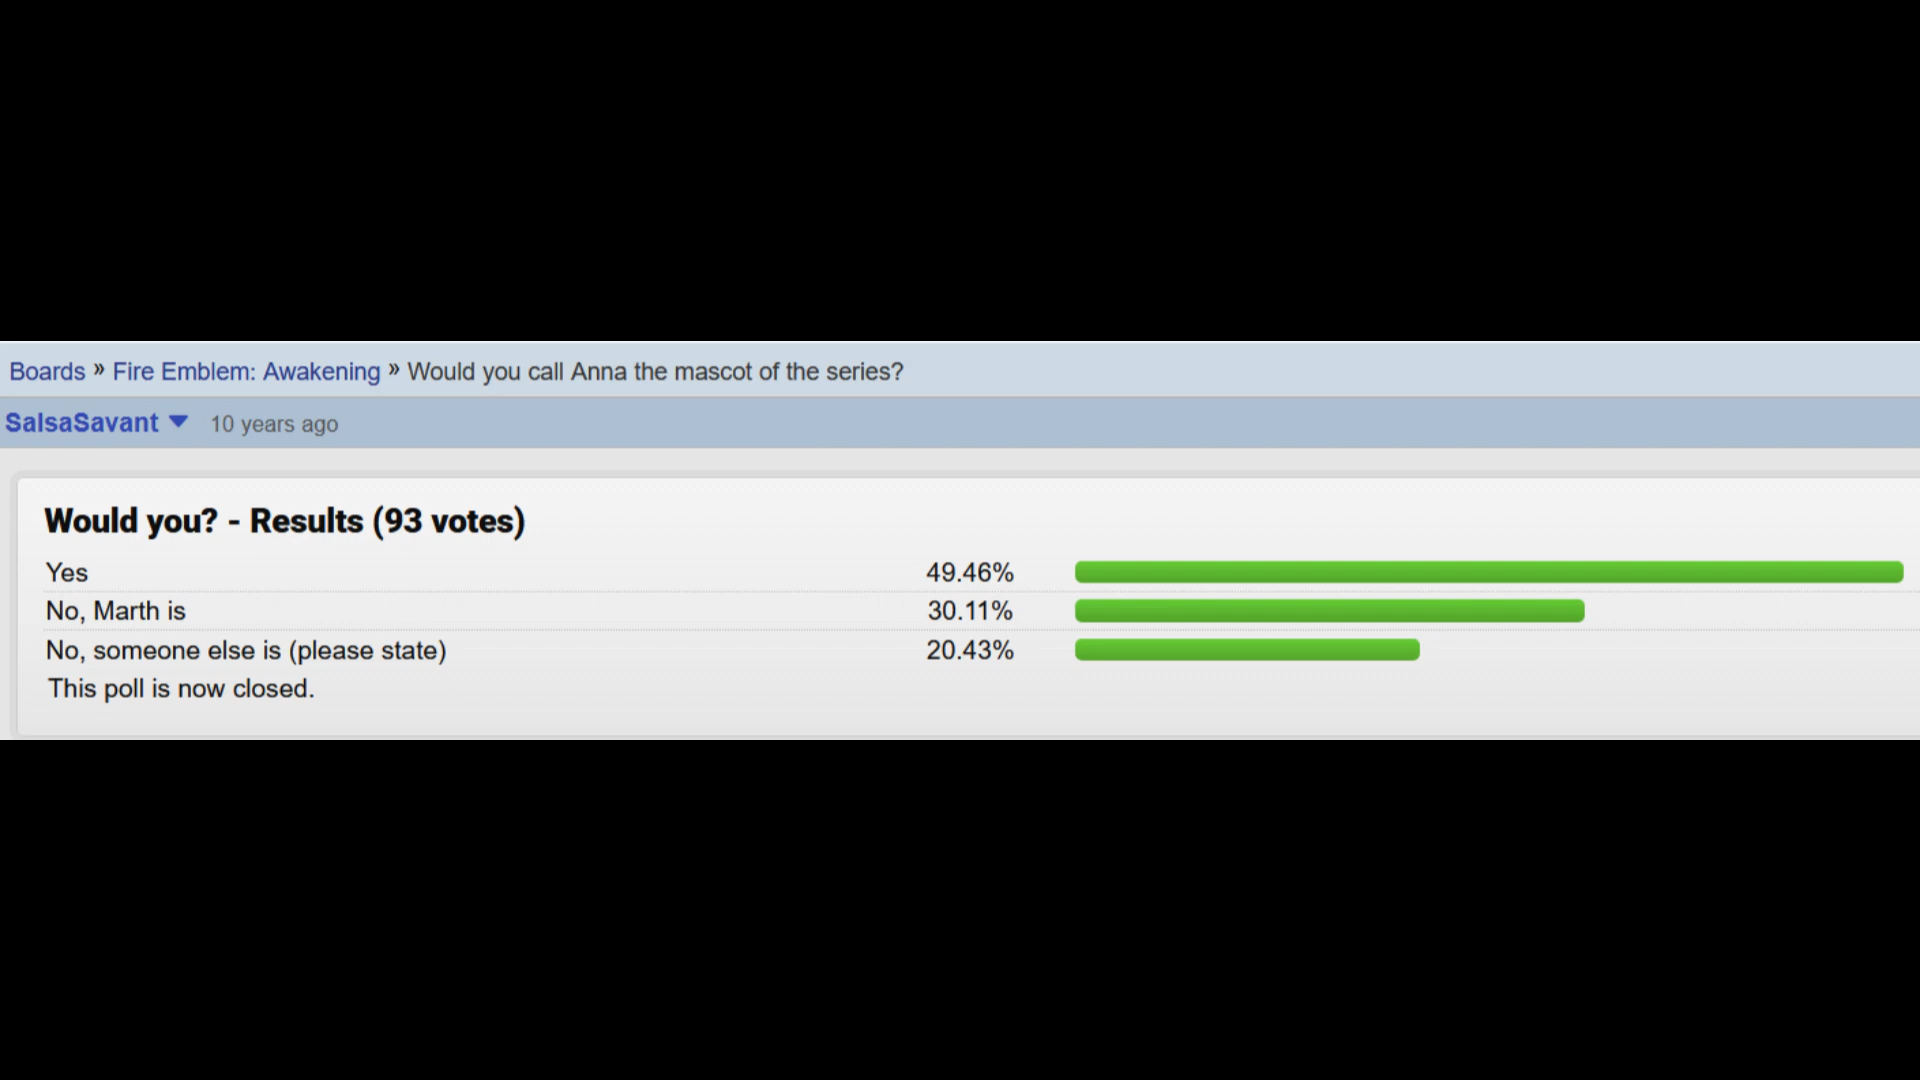 Boards » Fire Emblem: Awakening » Would you call Anna the mascot of the series?
SalsaSavant 10 years ago
Would you? - Results (93 votes)
Yes 49.46%
No, Marth is 30.11%
No, someone else is (please state) 20.43%
This poll is now closed.